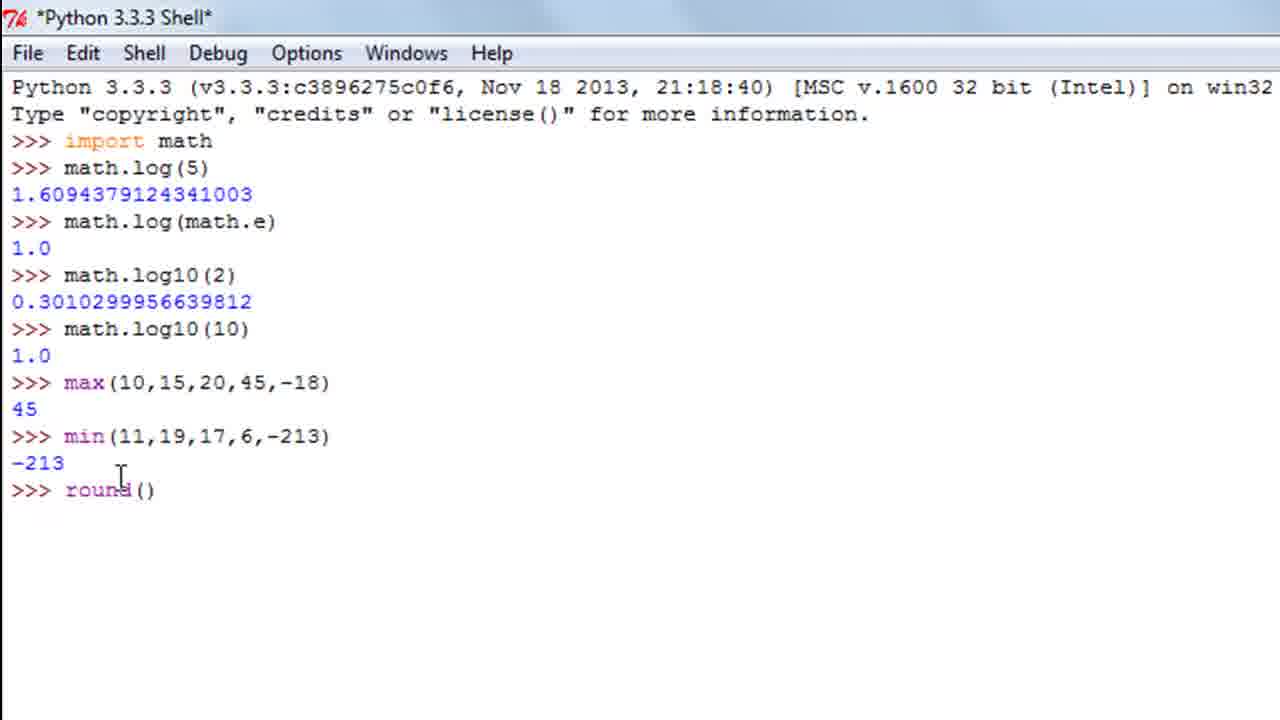 *Python 3.3.3 Shell*
File Edit Shell Debug Options Windows Help
Python 3.3.3 (v3.3.3:c3896275c0f6, Nov 18 2013, 21:18:40) [MSC v.1600 32 bit (Intel)] on win32
Type "copyright", "credits" or "license()" for more information.
>>> import math
>>> math.log(5)
1.6094379124341003
>>> math.log(math.e)
1.0
>>> math.log10(2)
0.3010299956639812
>>> math.log10(10)
1.0
>>> max(10,15,20,45,-18)
45
>>> min(11,19,17,6,-213)
-213
>>> round()